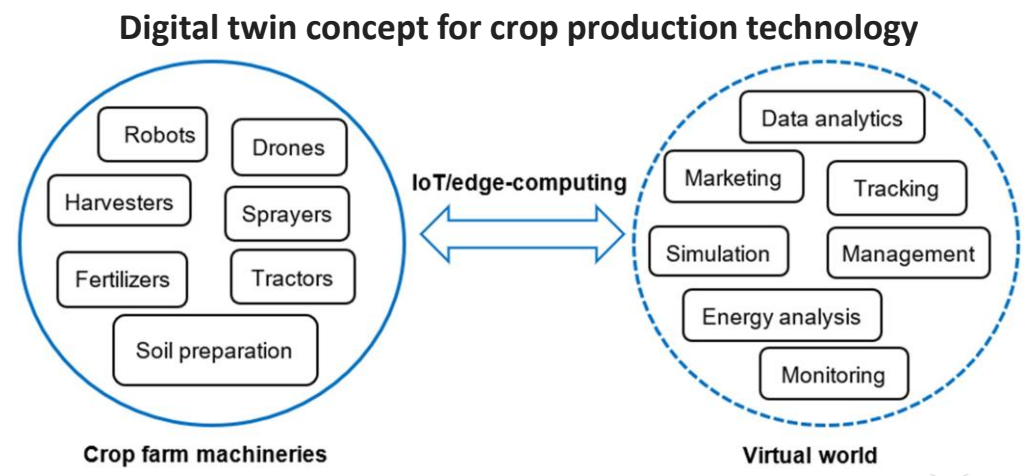 Digital twin concept for crop production technology
Robots
Drones
Harvesters
Sprayers
Fertilizers
Tractors
Soil preparation
Crop farm machineries
IoT/edge-computing
Data analytics
Marketing
Tracking
Simulation
Management
Energy analysis
Monitoring
Virtual world